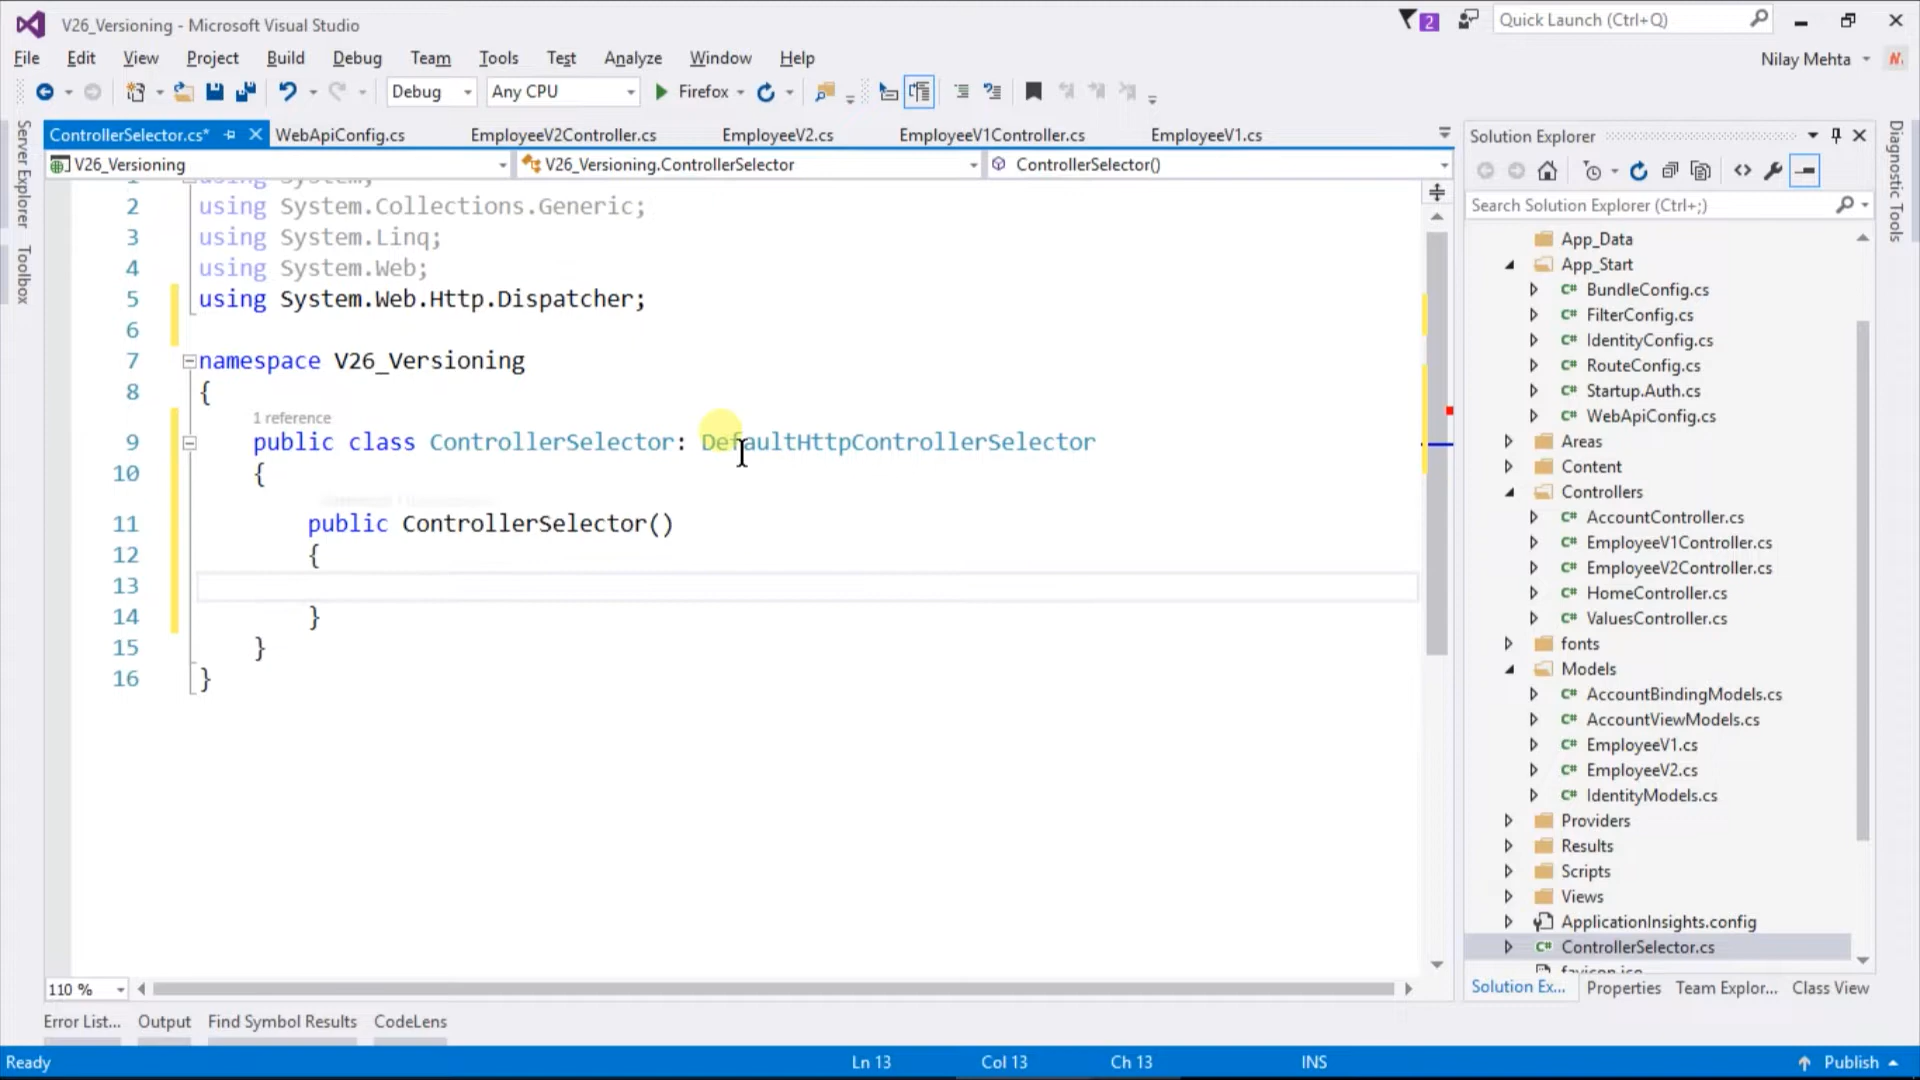 V26_Versioning - Microsoft Visual Studio
2
Quick Launch (Ctrl+Q)
File Edit View Project Build Debug Team Tools Test Analyze Window Help
Nilay Mehta
N
Debug Any CPU Firefox
ControllerSelector.cs* WebApiConfig.cs EmployeeV2Controller.cs EmployeeV2.cs EmployeeV1Controller.cs EmployeeV1.cs
V26_Versioning V26_Versioning.ControllerSelector ControllerSelector()
Server Explorer
Toolbox
1 using System;
2 using System.Collections.Generic;
3 using System.Linq;
4 using System.Web;
5 using System.Web.Http.Dispatcher;
6
7 namespace V26_Versioning
8 {
1 reference
9 public class ControllerSelector: DefaultHttpControllerSelector
10 {
11 public ControllerSelector()
12 {
13
14 }
15 }
16 }
110 %
Solution Explorer
Search Solution Explorer (Ctrl+;)
App_Data
App_Start
C# BundleConfig.cs
C# FilterConfig.cs
C# IdentityConfig.cs
C# RouteConfig.cs
C# Startup.Auth.cs
C# WebApiConfig.cs
Areas
Content
Controllers
C# AccountController.cs
C# EmployeeV1Controller.cs
C# EmployeeV2Controller.cs
C# HomeController.cs
C# ValuesController.cs
fonts
Models
C# AccountBindingModels.cs
C# AccountViewModels.cs
C# EmployeeV1.cs
C# EmployeeV2.cs
C# IdentityModels.cs
Providers
Results
Scripts
Views
ApplicationInsights.config
C# ControllerSelector.cs
favicon.ico
Solution Ex... Properties Team Explor... Class View
Diagnostic Tools
Error List... Output Find Symbol Results CodeLens
Ready Ln 13 Col 13 Ch 13 INS Publish